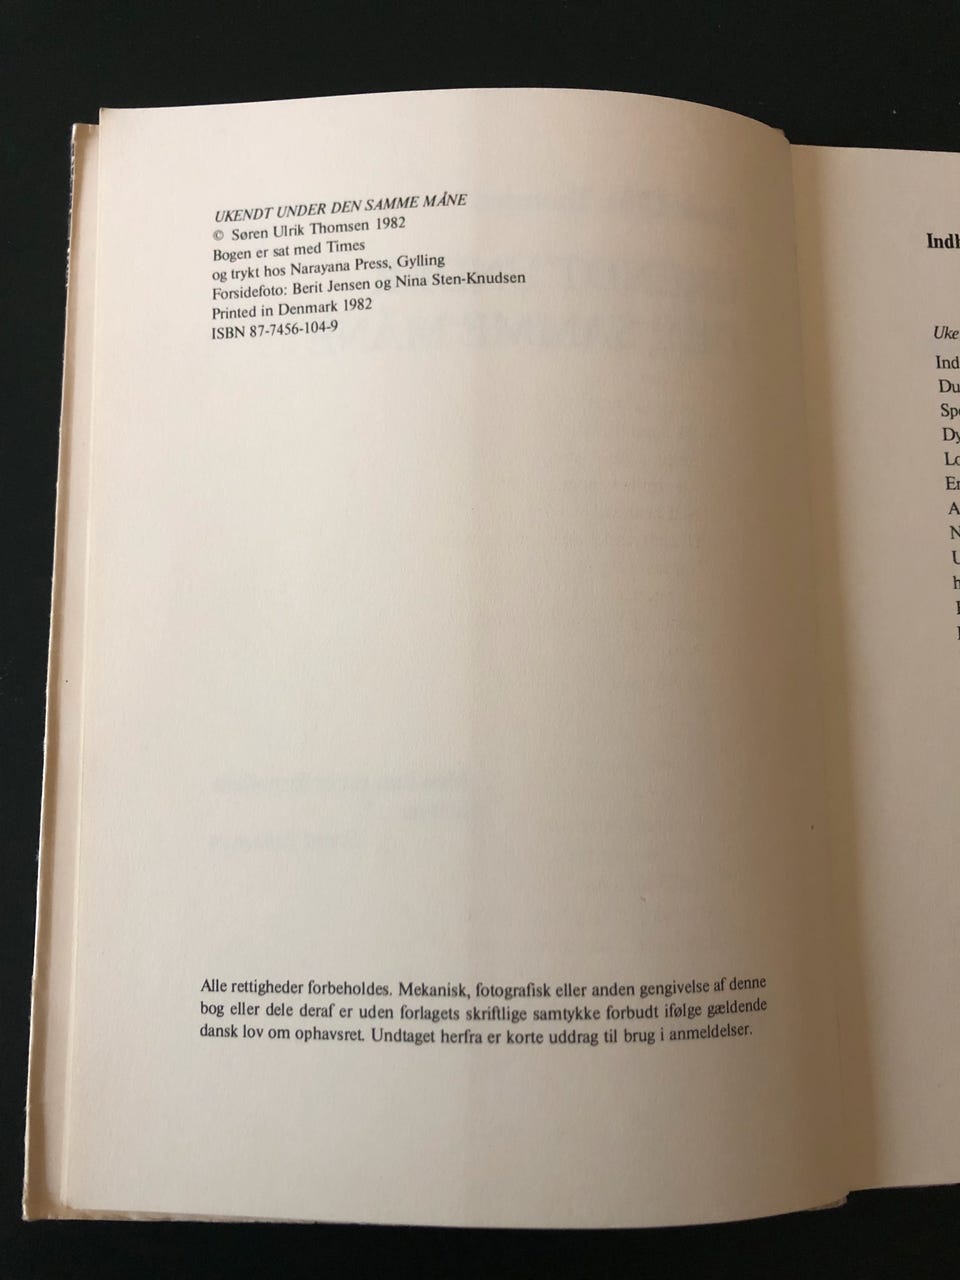 UKENDT UNDER DEN SAMME MÅNE
© Søren Ulrik Thomsen 1982
Bogen er sat med Times
og trykt hos Narayana Press, Gylling
Forsidefoto: Berit Jensen og Nina Sten-Knudsen
Printed in Denmark 1982
ISBN 87-7456-104-9
Alle rettigheder forbeholdes. Mekanisk, fotografisk eller anden gengivelse af denne
bog eller dele deraf er uden forlagets skriftlige samtykke forbudt ifølge gældende
dansk lov om ophavsret. Undtaget herfra er korte uddrag til brug i anmeldelser.